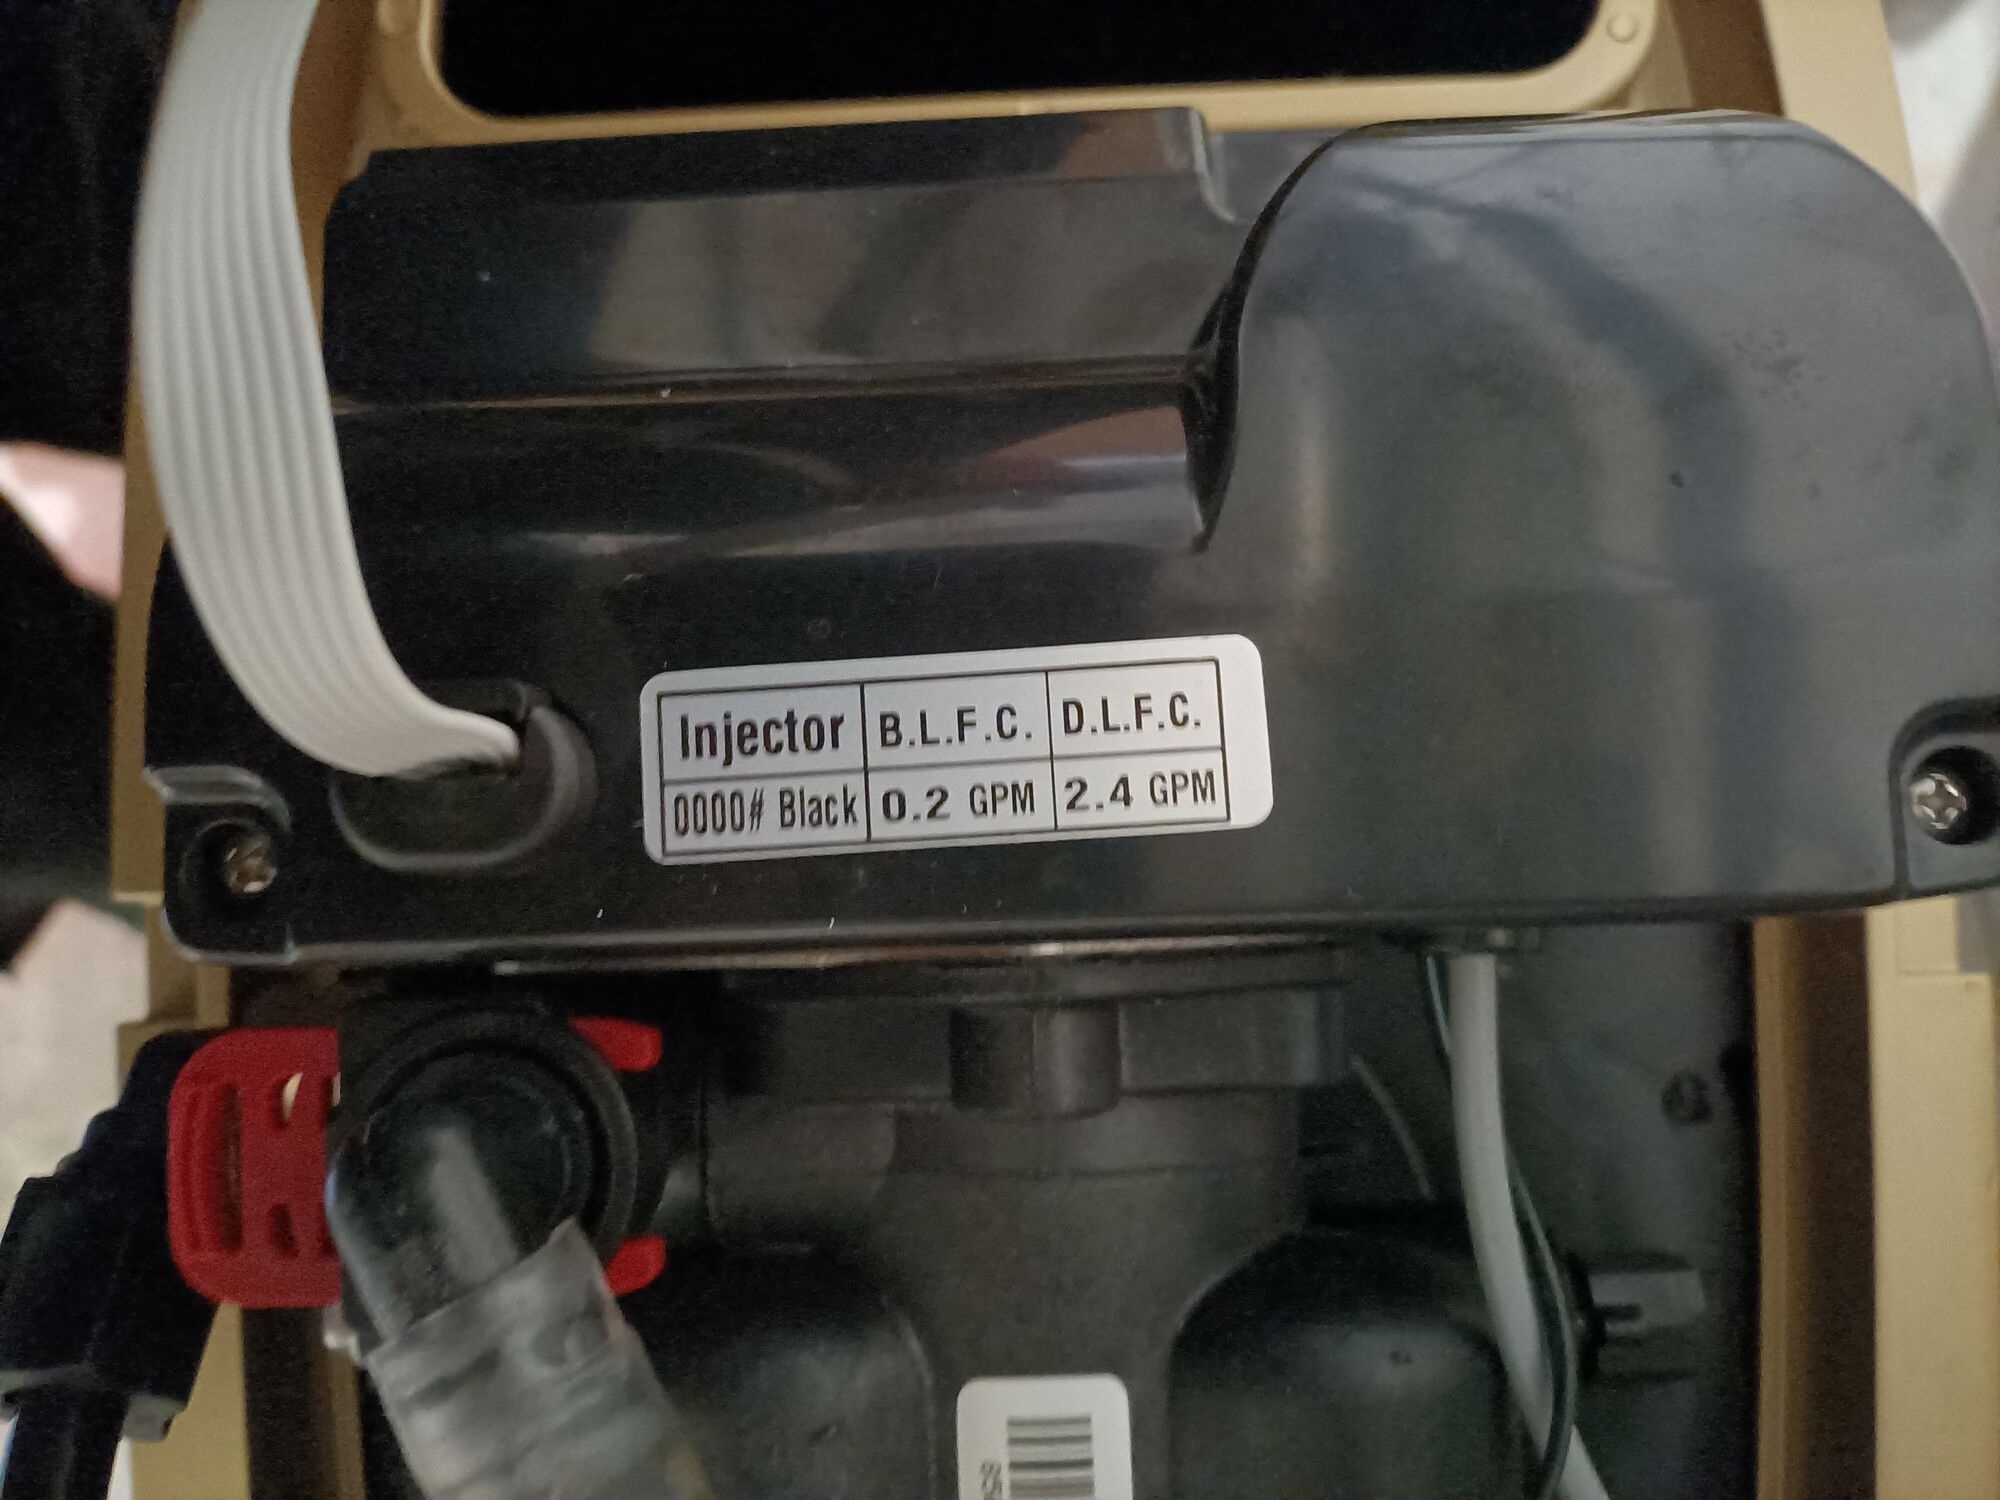 Injector B.L.F.C. D.L.F.C.
0000# Black 0.2 GPM 2.4 GPM